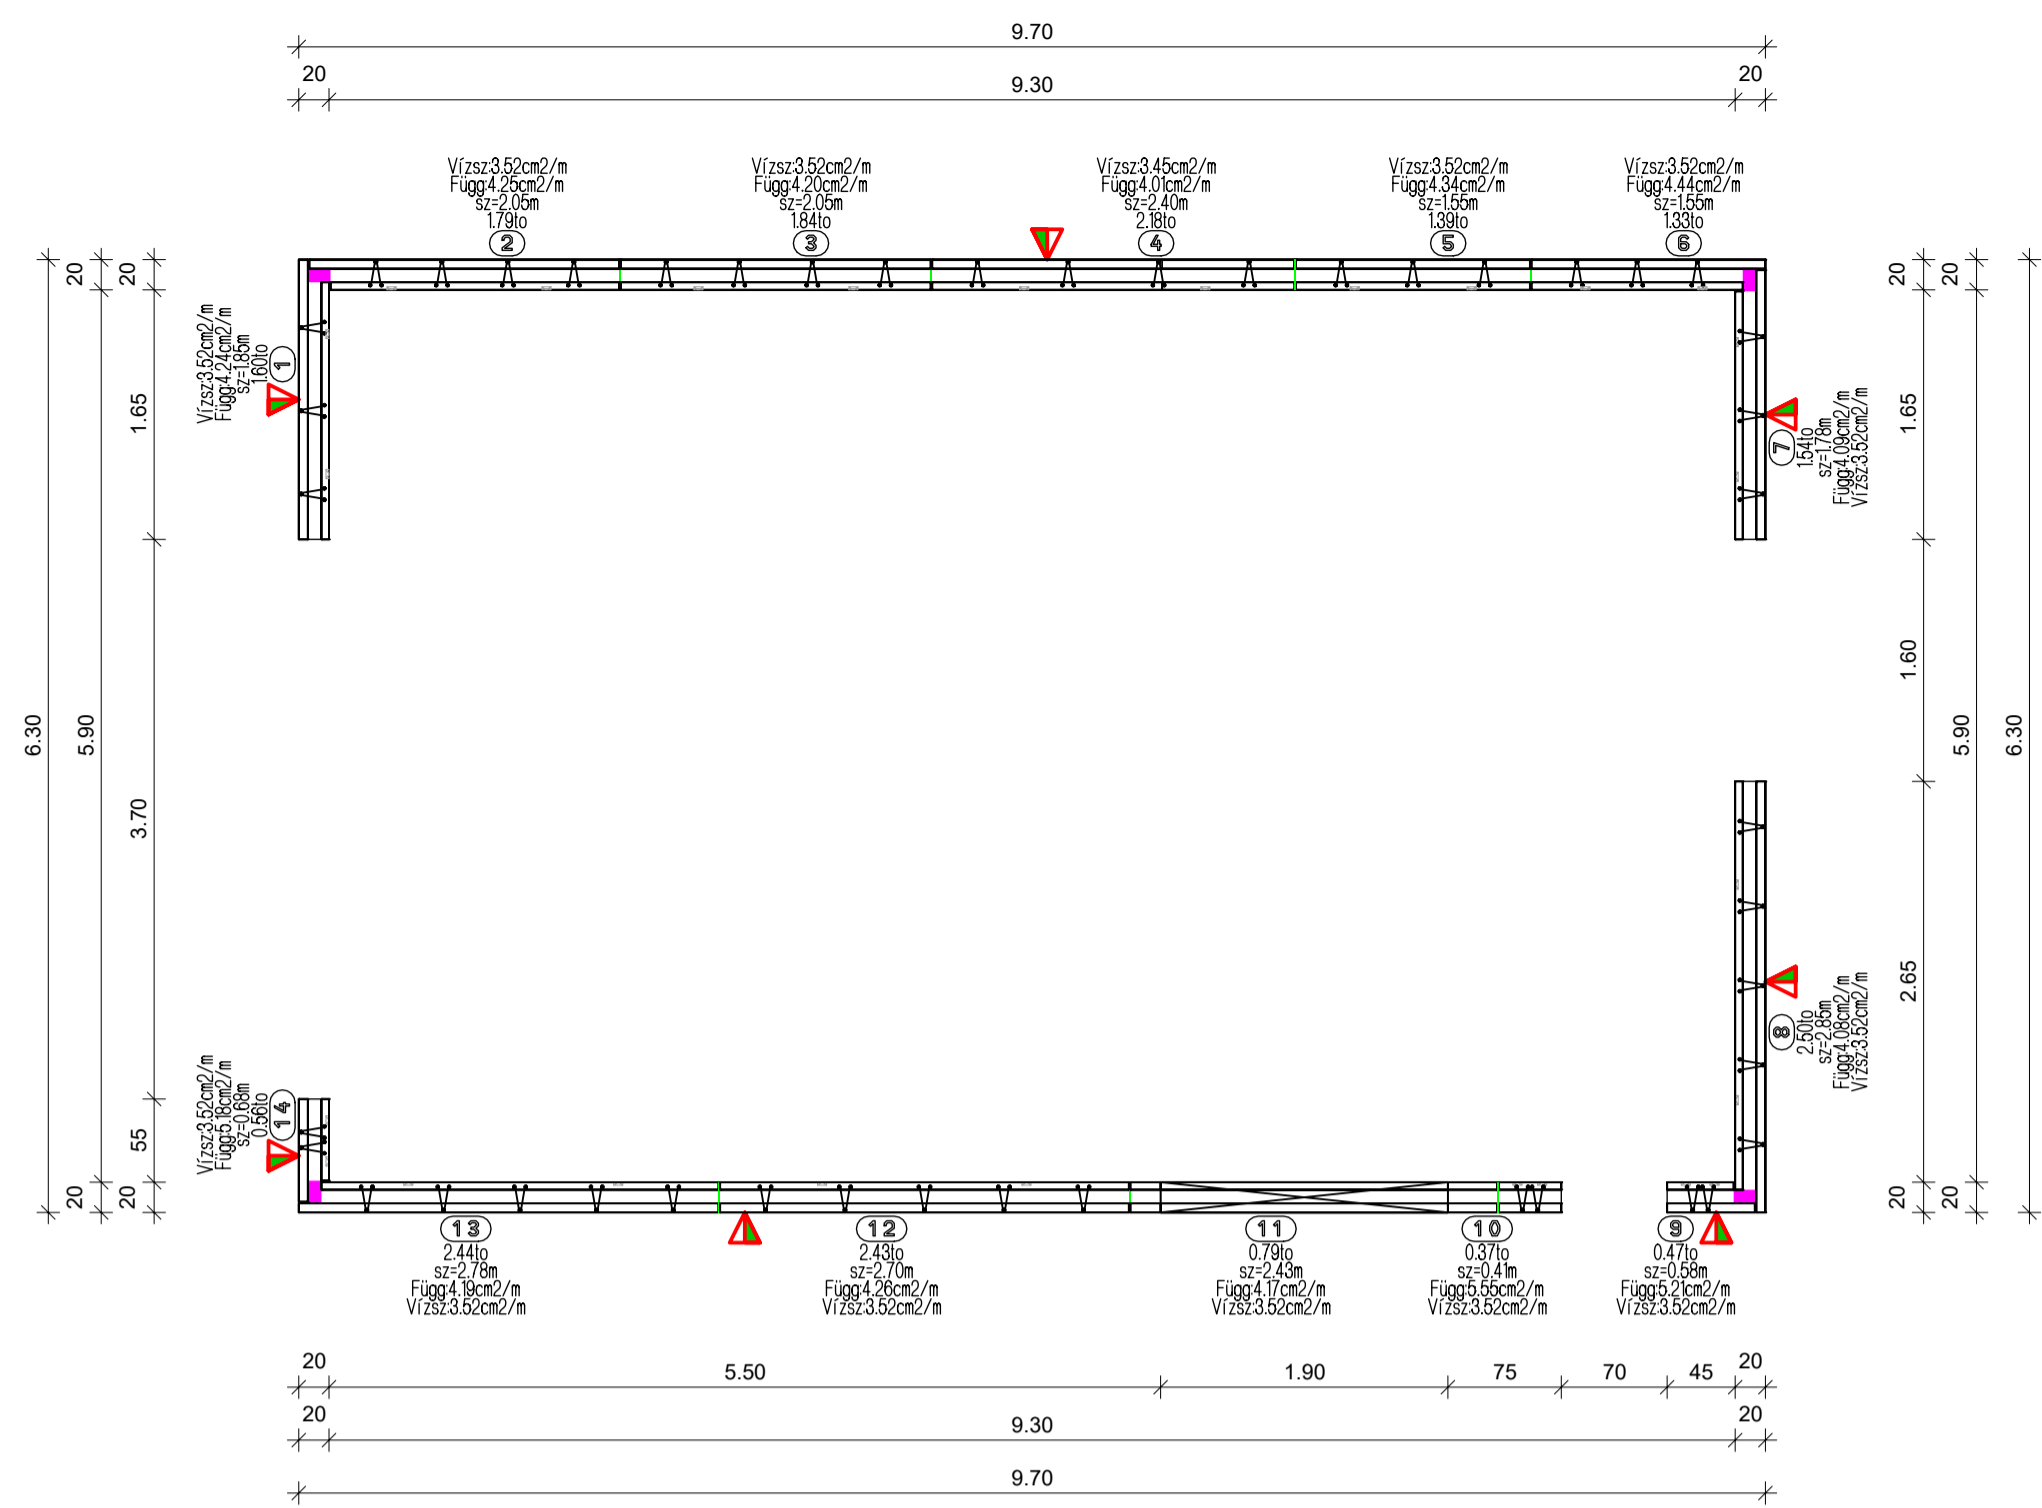 9.70
20
9.30
20
Vízsz:3.52cm2/m
Függ:4.25cm2/m
sz=2.05m
1.79to
2
Vízsz:3.52cm2/m
Függ:4.20cm2/m
sz=2.05m
1.84to
3
Vízsz:3.45cm2/m
Függ:4.01cm2/m
sz=2.40m
2.18to
4
Vízsz:3.52cm2/m
Függ:4.34cm2/m
sz=1.55m
1.39to
5
Vízsz:3.52cm2/m
Függ:4.44cm2/m
sz=1.55m
1.33to
6
6.30
20
5.90
20
20
1.65
3.70
55
20
Vízsz:3.52cm2/m
Függ:4.24cm2/m
sz=1.85m
1.60to
1
Vízsz:3.52cm2/m
Függ:5.18cm2/m
sz=0.68m
0.56to
14
7
1.54to
sz=1.78m
Függ:4.09cm2/m
Vízsz:3.52cm2/m
8
2.50to
sz=2.85m
Függ:4.08cm2/m
Vízsz:3.52cm2/m
20
1.65
1.60
2.65
20
20
5.90
20
6.30
13
2.44to
sz=2.78m
Függ:4.19cm2/m
Vízsz:3.52cm2/m
12
2.43to
sz=2.70m
Függ:4.26cm2/m
Vízsz:3.52cm2/m
11
0.79to
sz=2.43m
Függ:4.17cm2/m
Vízsz:3.52cm2/m
10
0.37to
sz=0.41m
Függ:5.55cm2/m
Vízsz:3.52cm2/m
9
0.47to
sz=0.58m
Függ:5.21cm2/m
Vízsz:3.52cm2/m
20
5.50
1.90
75
70
45
20
20
9.30
20
9.70